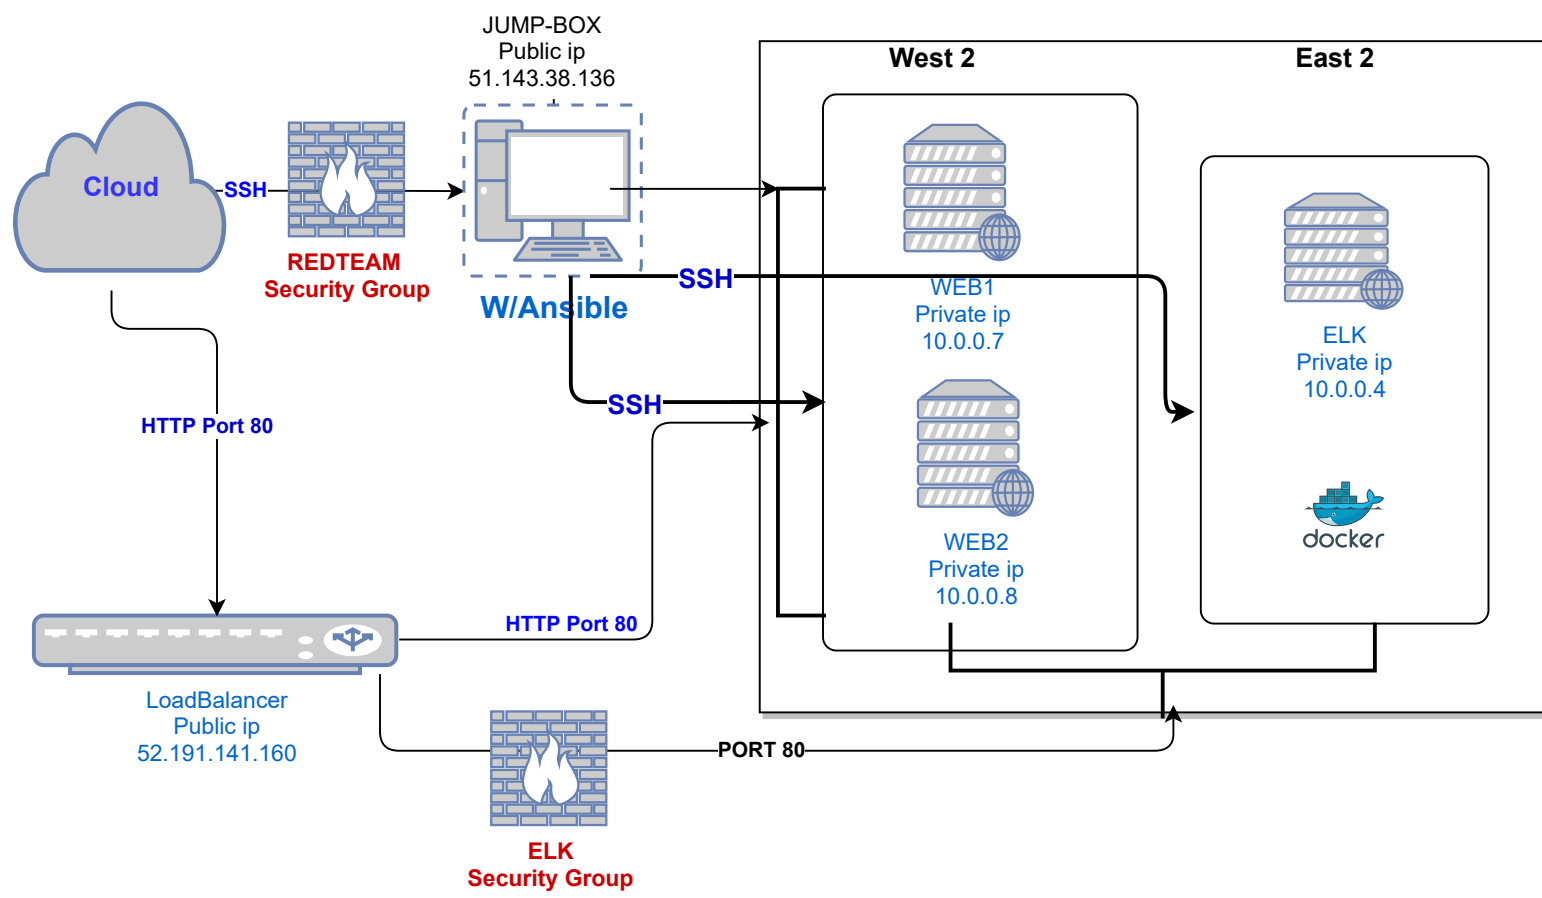 JUMP-BOX
Public ip
51.143.38.136
West 2
East 2
Cloud
SSH
REDTEAM
Security Group
W/Ansible
SSH
WEB1
Private ip
10.0.0.7
ELK
Private ip
10.0.0.4
SSH
HTTP Port 80
WEB2
Private ip
10.0.0.8
docker
HTTP Port 80
LoadBalancer
Public ip
52.191.141.160
PORT 80
ELK
Security Group